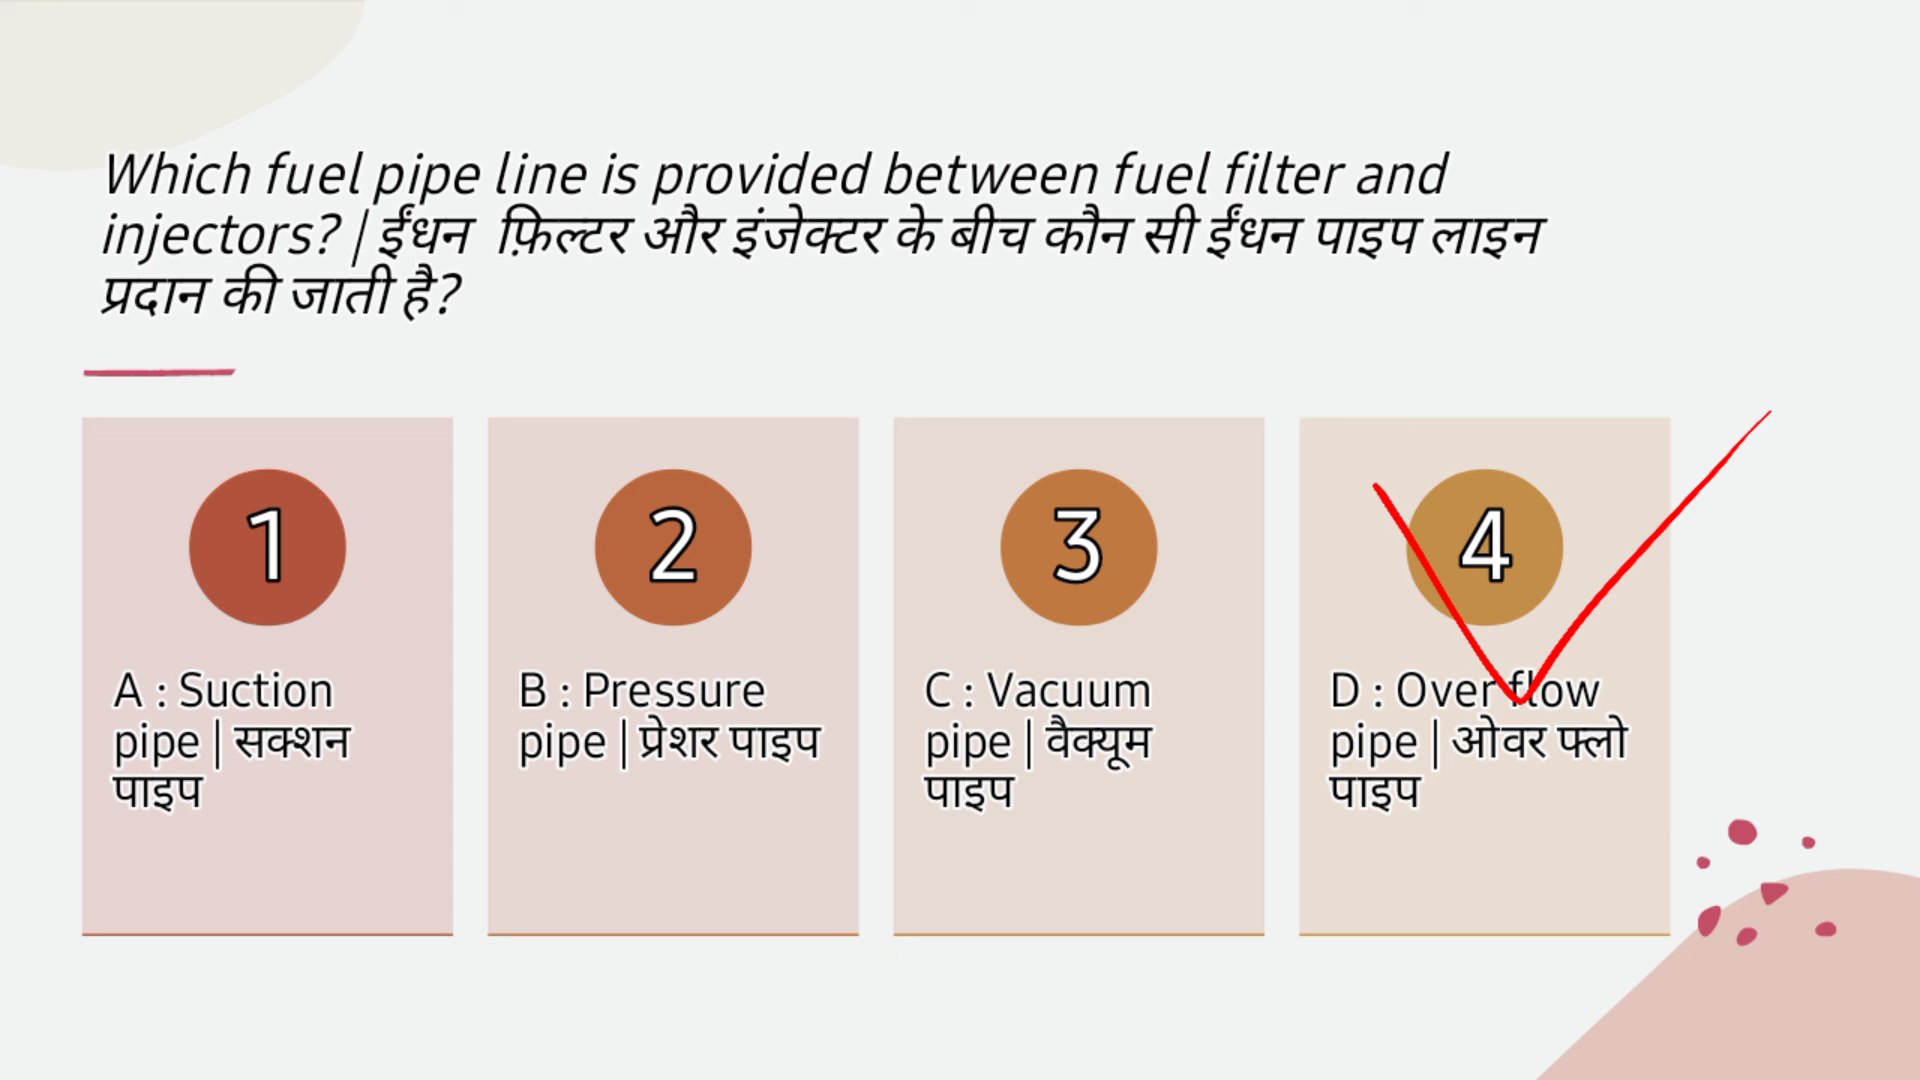 Which fuel pipe line is provided between fuel filter and
injectors? | ईंधन फ़िल्टर और इंजेक्टर के बीच कौन सी ईंधन पाइप लाइन
प्रदान की जाती है?
1
A : Suction
pipe | सक्शन
पाइप
2
B : Pressure
pipe | प्रेशर पाइप
3
C : Vacuum
pipe | वैक्यूम
पाइप
4
D : Over flow
pipe | ओवर फ्लो
पाइप